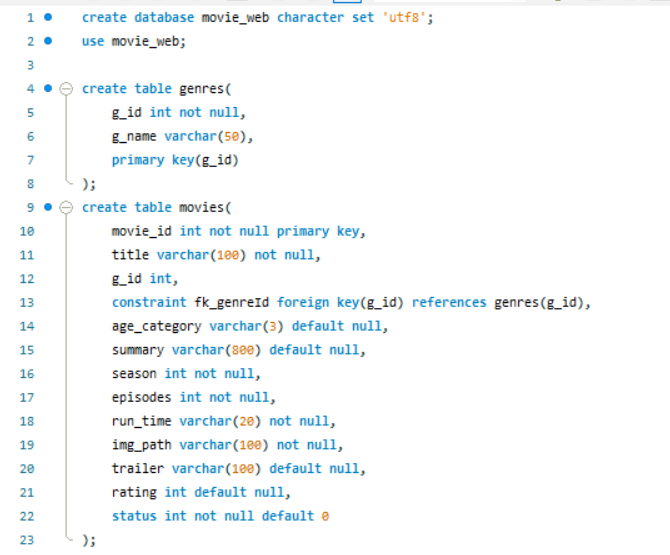 1 create database movie_web character set 'utf8';
2 use movie_web;
3
4 create table genres(
5 g_id int not null,
6 g_name varchar(50),
7 primary key(g_id)
8 );
9 create table movies(
10 movie_id int not null primary key,
11 title varchar(100) not null,
12 g_id int,
13 constraint fk_genreId foreign key(g_id) references genres(g_id),
14 age_category varchar(3) default null,
15 summary varchar(800) default null,
16 season int not null,
17 episodes int not null,
18 run_time varchar(20) not null,
19 img_path varchar(100) not null,
20 trailer varchar(100) default null,
21 rating int default null,
22 status int not null default 0
23 );